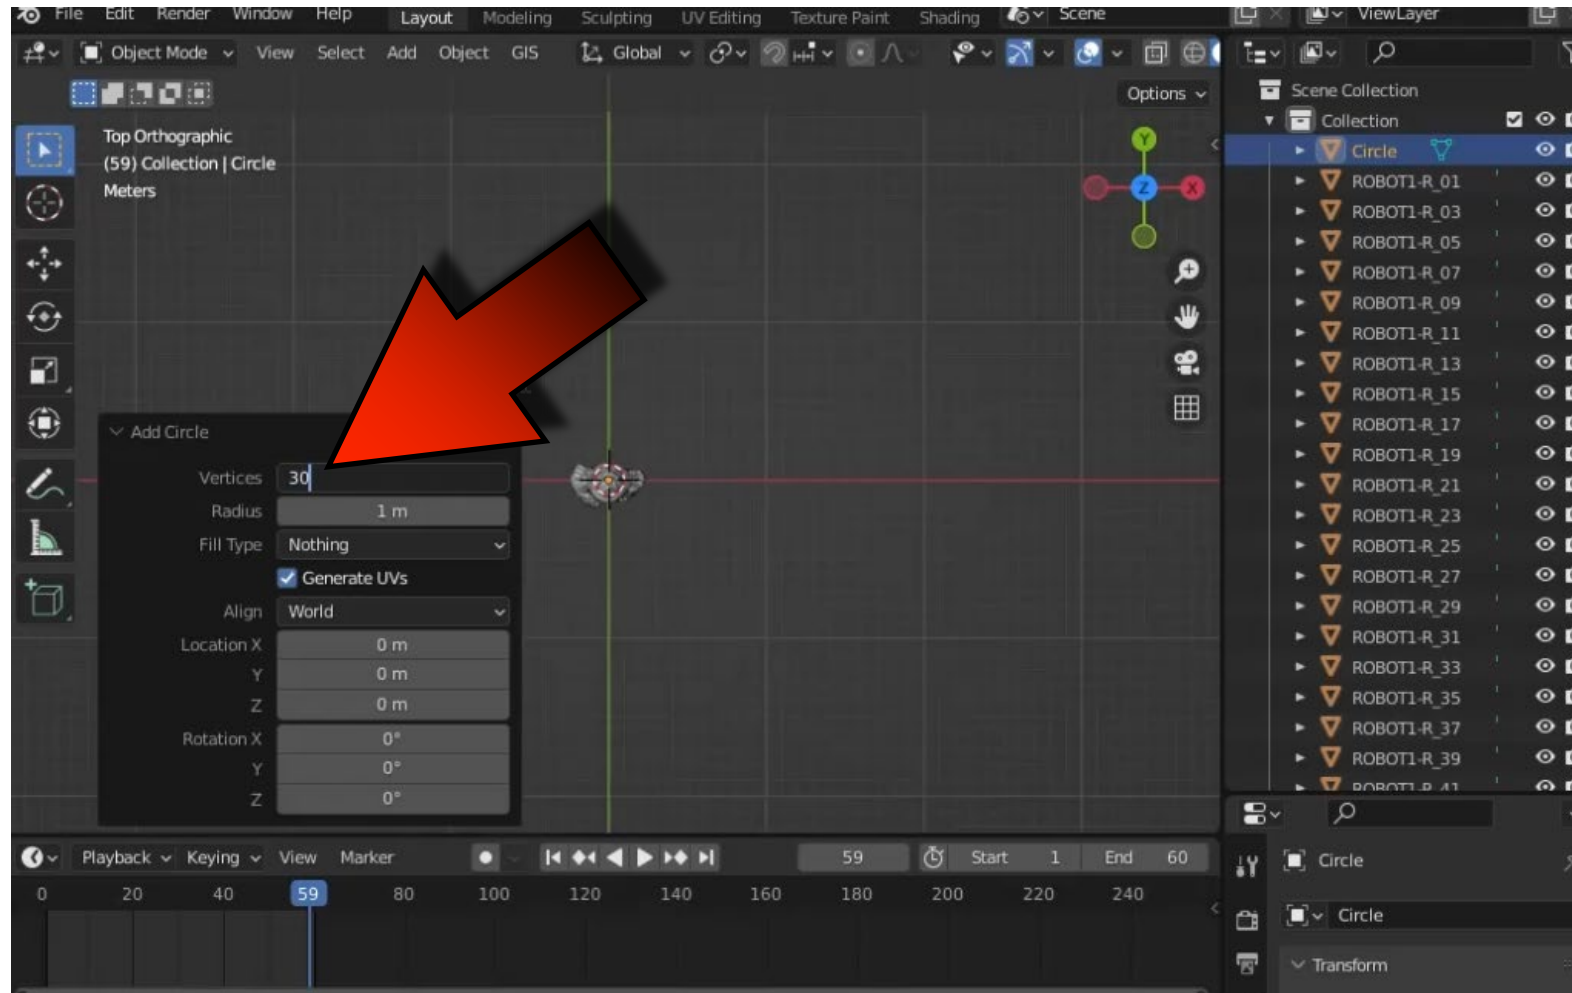 File Edit Render Window Help Layout Modeling Sculpting UV Editing Texture Paint Shading Scene ViewLayer
Object Mode View Select Add Object GIS Global
Options
Top Orthographic
(59) Collection | Circle
Meters
Add Circle
Vertices 30
Radius 1 m
Fill Type Nothing
Generate UVs
Align World
Location X 0 m
Y 0 m
Z 0 m
Rotation X 0°
Y 0°
Z 0°
Y
Z X
Scene Collection
Collection
Circle
ROBOT1-R_01
ROBOT1-R_03
ROBOT1-R_05
ROBOT1-R_07
ROBOT1-R_09
ROBOT1-R_11
ROBOT1-R_13
ROBOT1-R_15
ROBOT1-R_17
ROBOT1-R_19
ROBOT1-R_21
ROBOT1-R_23
ROBOT1-R_25
ROBOT1-R_27
ROBOT1-R_29
ROBOT1-R_31
ROBOT1-R_33
ROBOT1-R_35
ROBOT1-R_37
ROBOT1-R_39
ROBOT1-R_41
Playback Keying View Marker 59 Start 1 End 60
0 20 40 59 80 100 120 140 160 180 200 220 240
Circle
Circle
Transform